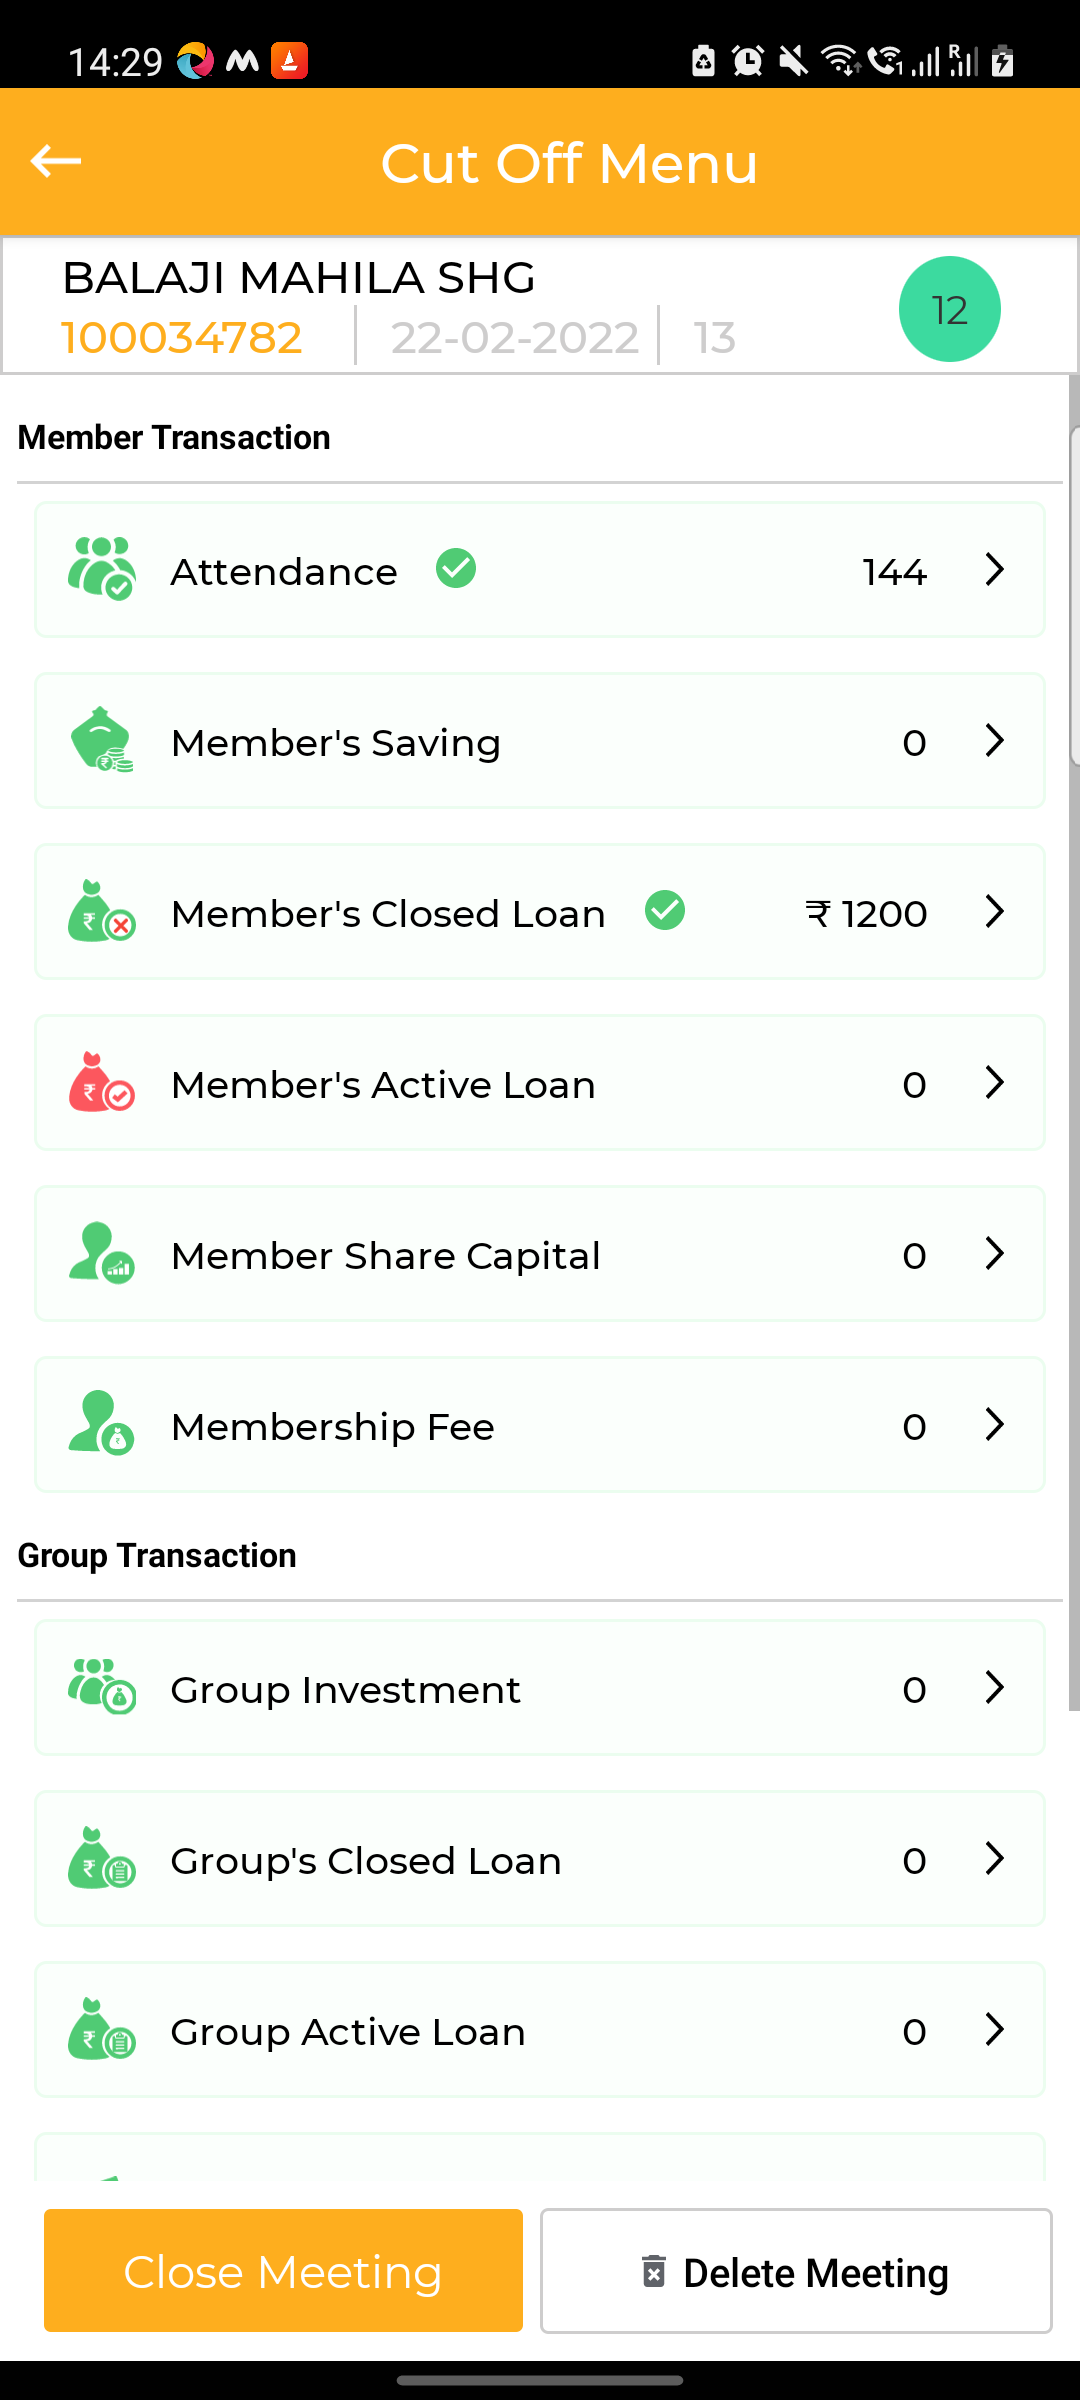 14:29
Cut Off Menu
BALAJI MAHILA SHG
100034782 22-02-2022 13
12
Member Transaction
Attendance 144
Member's Saving 0
Member's Closed Loan ₹ 1200
Member's Active Loan 0
Member Share Capital 0
Membership Fee 0
Group Transaction
Group Investment 0
Group's Closed Loan 0
Group Active Loan 0
Close Meeting Delete Meeting